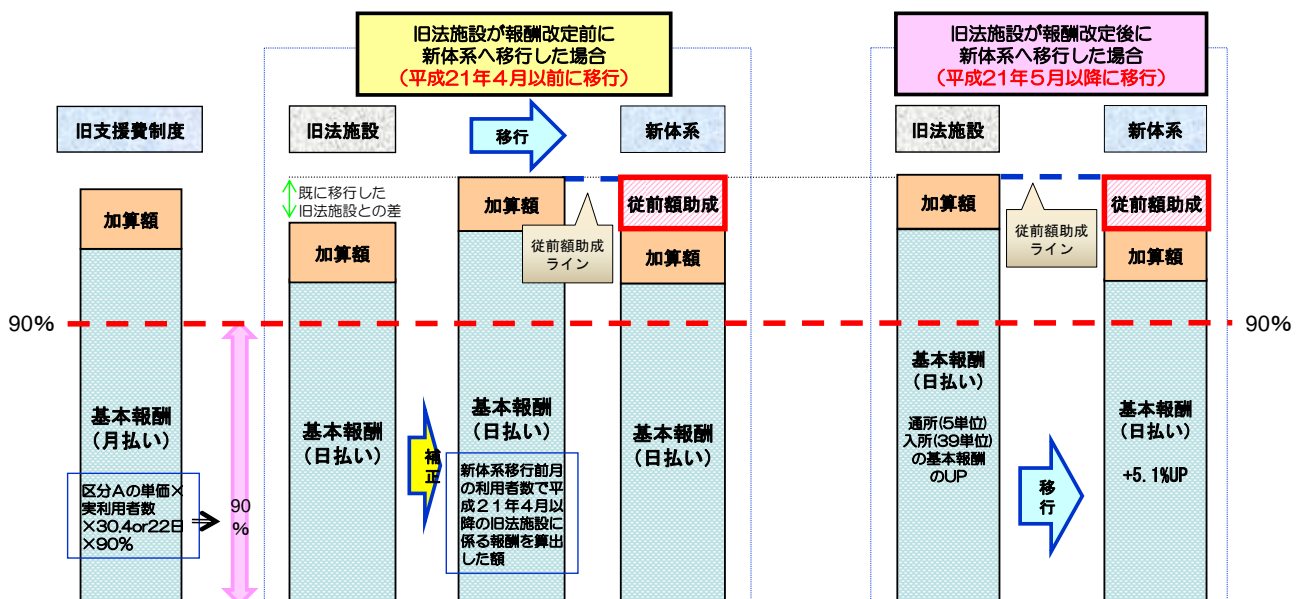 旧法施設が報酬改定前に
新体系へ移行した場合
(平成21年4月以前に移行)
旧法施設が報酬改定後に
新体系へ移行した場合
(平成21年5月以降に移行)
旧支援費制度
旧法施設
移行
新体系
旧法施設
新体系
加算額
既に移行した
旧法施設との差
加算額
加算額
従前額助成
ライン
従前額助成
加算額
加算額
従前額助成
ライン
従前額助成
加算額
90%
90%
基本報酬
(月払い)
区分Aの単価×
実利用者数
×30.4or22日
×90%
90
%
基本報酬
(日払い)
補
正
基本報酬
(日払い)
新体系移行前月
の利用者数で平
成21年4月以
降の旧法施設に
係る報酬を算出
した額
基本報酬
(日払い)
基本報酬
(日払い)
通所(5単位)
入所(39単位)
の基本報酬
のUP
移
行
基本報酬
(日払い)
+5.1%UP